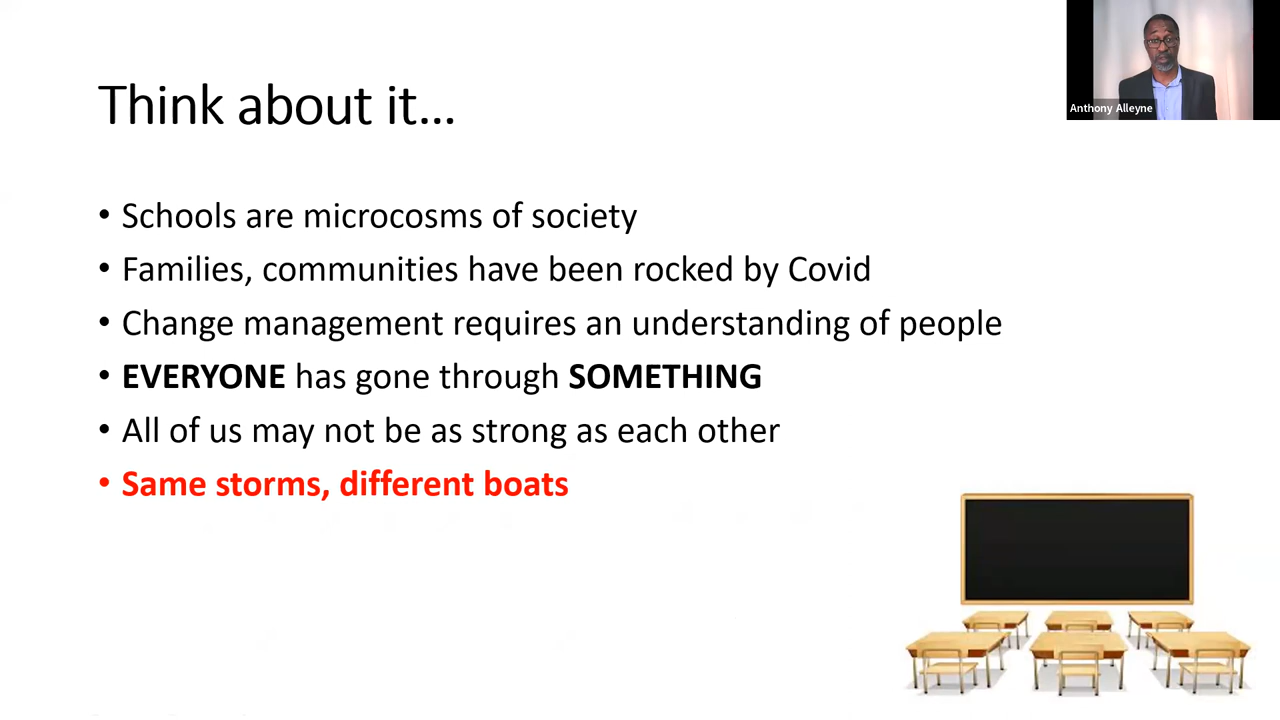 Think about it...
• Schools are microcosms of society
• Families, communities have been rocked by Covid
• Change management requires an understanding of people
• EVERYONE has gone through SOMETHING
• All of us may not be as strong as each other
• Same storms, different boats
Anthony Alleyne